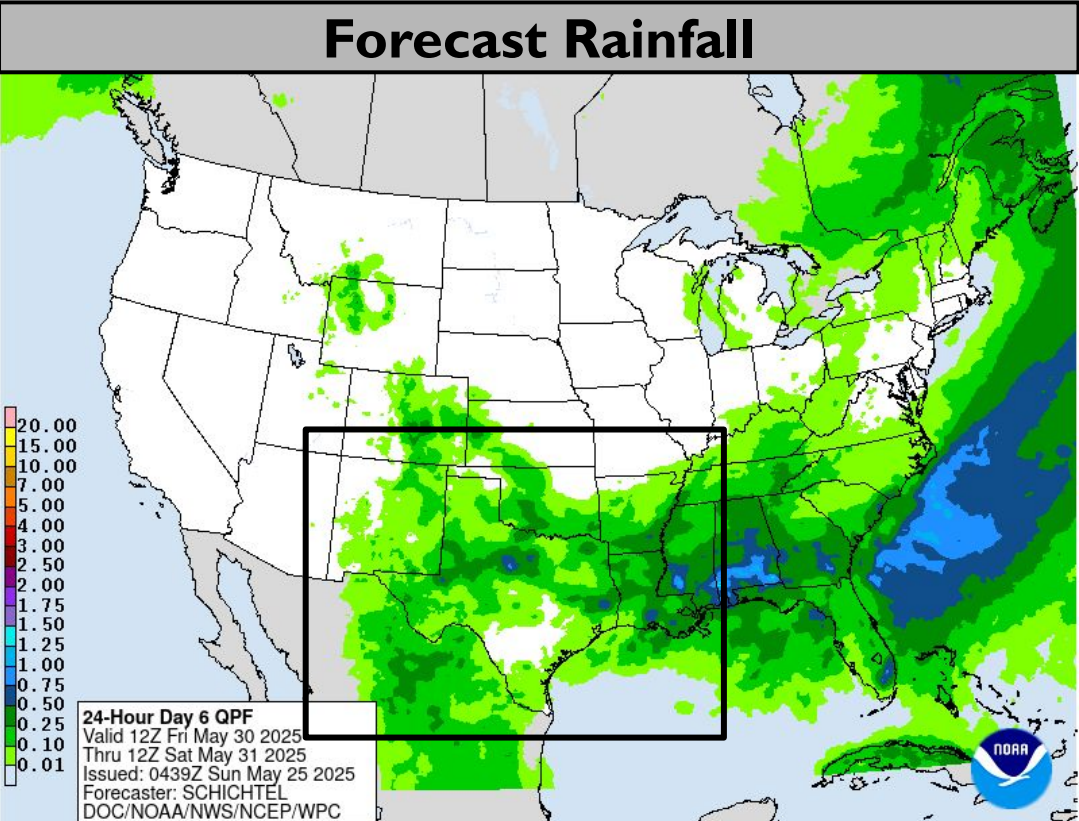 Forecast Rainfall
20.00
15.00
10.00
7.00
5.00
4.00
3.00
2.50
2.00
1.75
1.50
1.25
1.00
0.75
0.50
0.25
0.10
0.01
24-Hour Day 6 QPF
Valid 12Z Fri May 30 2025
Thru 12Z Sat May 31 2025
Issued: 0439Z Sun May 25 2025
Forecaster: SCHICHTEL
DOC/NOAA/NWS/NCEP/WPC
NOAA